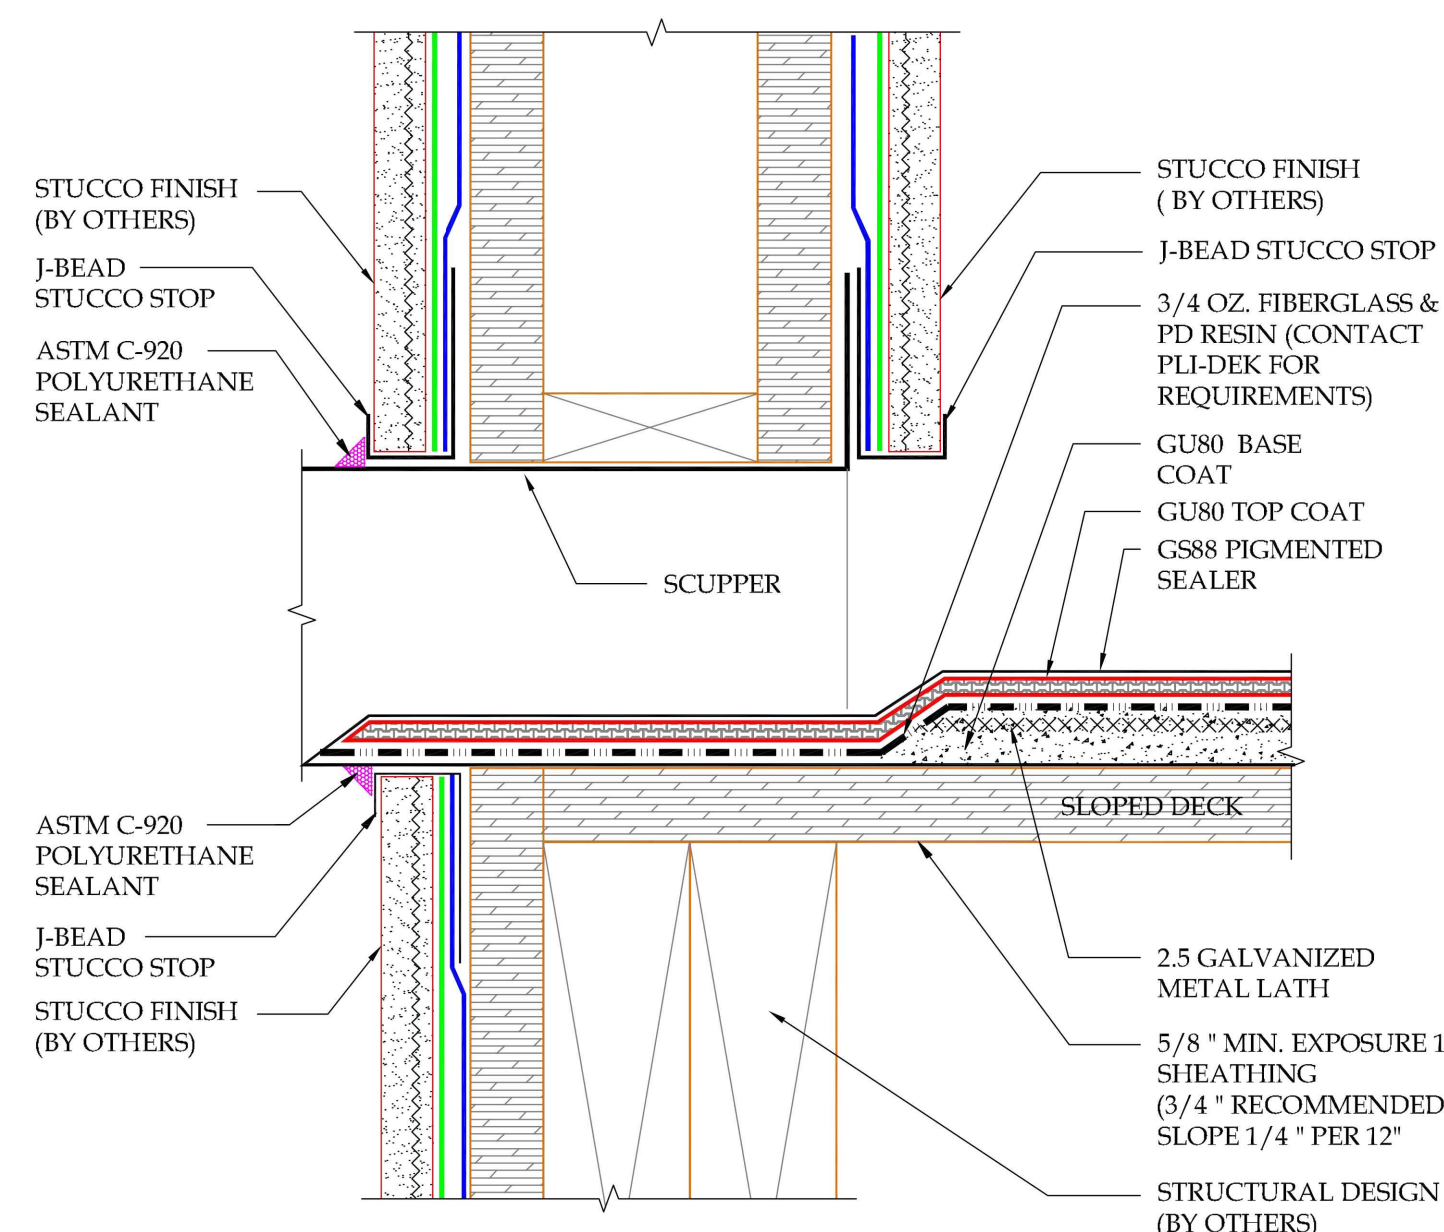 STUCCO FINISH
(BY OTHERS)
J-BEAD
STUCCO STOP
ASTM C-920
POLYURETHANE
SEALANT
STUCCO FINISH
( BY OTHERS)
J-BEAD STUCCO STOP
3/4 OZ. FIBERGLASS &
PD RESIN (CONTACT
PLI-DEK FOR
REQUIREMENTS)
GU80 BASE
COAT
GU80 TOP COAT
GS88 PIGMENTED
SEALER
SCUPPER
SLOPED DECK
ASTM C-920
POLYURETHANE
SEALANT
J-BEAD
STUCCO STOP
STUCCO FINISH
(BY OTHERS)
2.5 GALVANIZED
METAL LATH
5/8 " MIN. EXPOSURE 1
SHEATHING
(3/4 " RECOMMENDED
SLOPE 1/4 " PER 12"
STRUCTURAL DESIGN
(BY OTHERS)